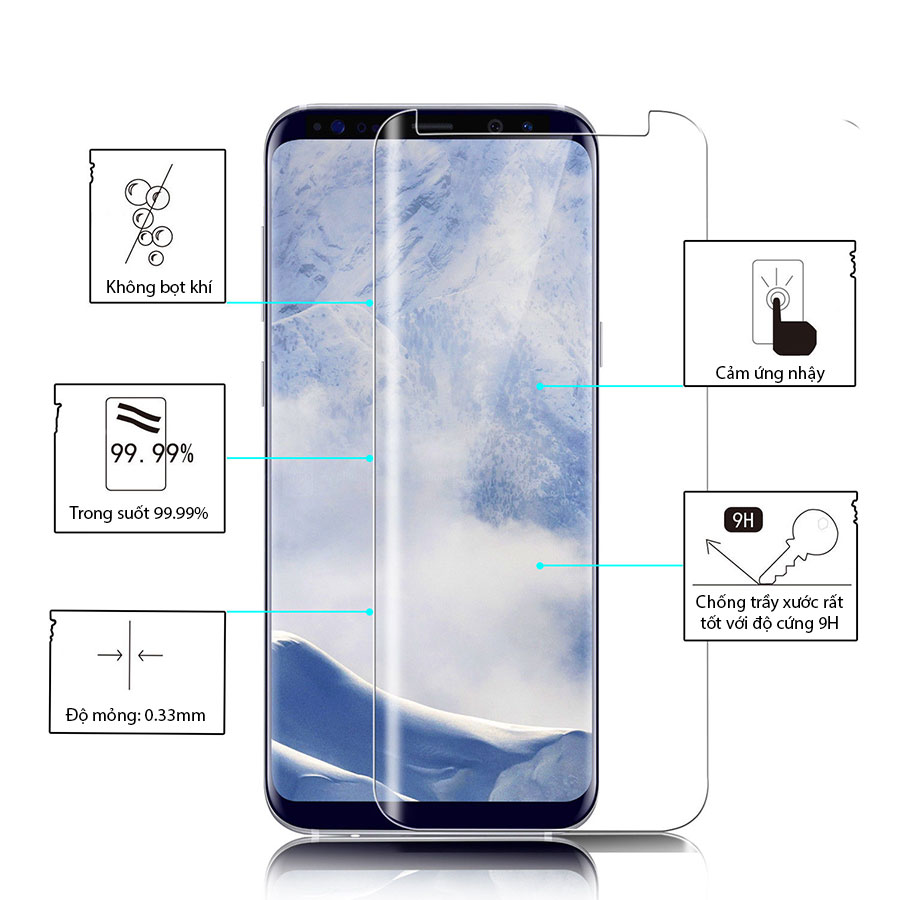 Không bọt khí
99.99%
Trong suốt 99.99%
Độ mỏng: 0.33mm
Cảm ứng nhậy
9H
Chống trầy xước rất
tốt với độ cứng 9H